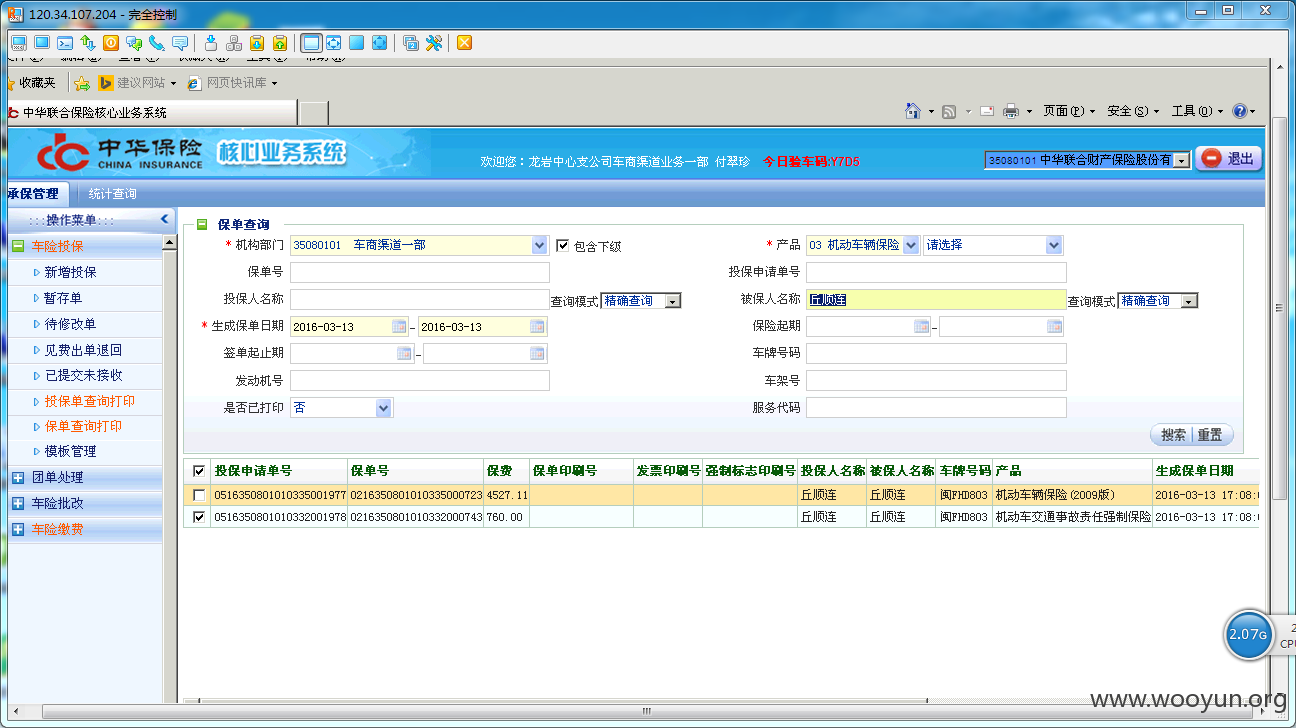 120.34.107.204 - 完全控制
收藏夹 建议网站 网页快讯库
中华联合保险核心业务系统 页面(P) 安全(S) 工具(O)
中华保险 CHINA INSURANCE 核心业务系统
欢迎您：龙岩中心支公司车商渠道业务一部 付翠珍 今日验车码:Y7D5 35080101 中华联合财产保险股份有 退出
承保管理 统计查询
:::操作菜单:::
车险投保
新增投保
暂存单
待修改单
见费出单退回
已提交未接收
投保单查询打印
保单查询打印
模板管理
团单处理
车险批改
车险缴费
保单查询
* 机构部门 35080101 车商渠道一部 包含下级 * 产品 03 机动车辆保险 请选择
保单号 投保申请单号
投保人名称 查询模式 精确查询 被保人名称 丘顺连 查询模式 精确查询
* 生成保单日期 2016-03-13 - 2016-03-13 保险起期 -
签单起止期 - 车牌号码
发动机号 车架号
是否已打印 否 服务代码
搜索 重置
投保申请单号 保单号 保费 保单印刷号 发票印刷号 强制标志印刷号 投保人名称 被保人名称 车牌号码 产品 生成保单日期
0516350801010335001977 0216350801010335000723 4527.11 丘顺连 丘顺连 闽FHD803 机动车辆保险(2009版) 2016-03-13 17:08:
0516350801010332001978 0216350801010332000743 760.00 丘顺连 丘顺连 闽FHD803 机动车交通事故责任强制保险 2016-03-13 17:08:
2.07G
CPU
www.wooyun.org